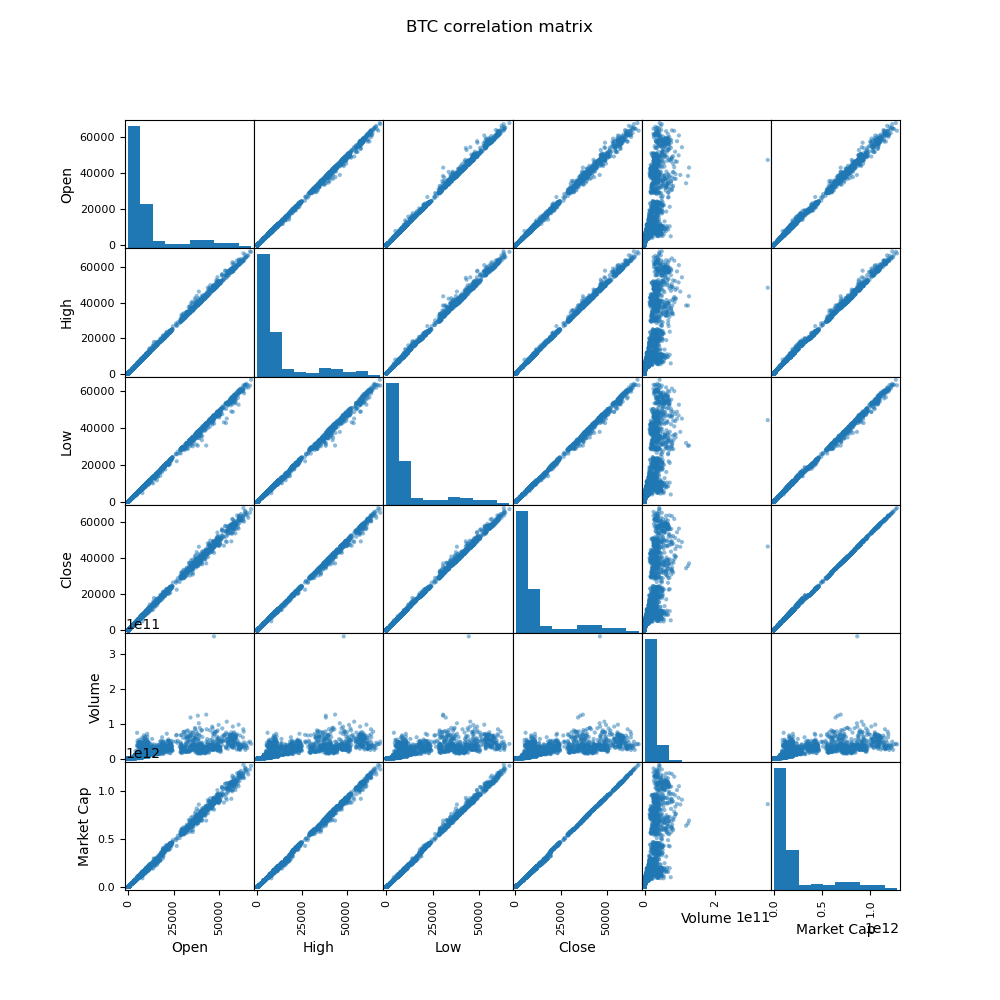 BTC correlation matrix
60000
40000
20000
0
Open
60000
40000
20000
0
High
60000
40000
20000
0
Low
60000
40000
20000
0
Close
1e11
3
2
1
0
Volume
1e12
1.0
0.5
0.0
Market Cap
0 25000 50000 0 25000 50000 0 25000 50000 0 25000 50000 0 2 0.0 0.5 1.0
Volume 1e11
Market Cap 1e12
Open High Low Close